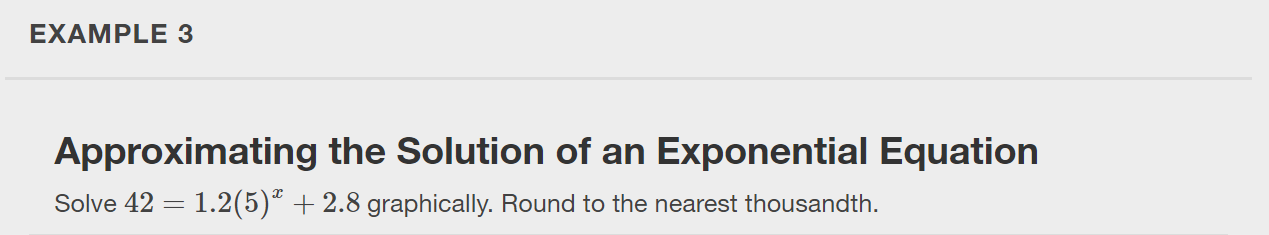 EXAMPLE 3
Approximating the Solution of an Exponential Equation
Solve 42 = 1.2(5)^x + 2.8 graphically. Round to the nearest thousandth.